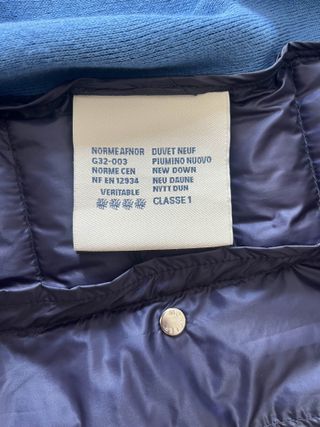 NORME AFNOR DUVET NEUF
G32-003 PIUMINO NUOVO
NORME CEN NEW DOWN
NF EN 12934 NEU DAUNE
VERITABLE NYTT DUN
CLASSE 1